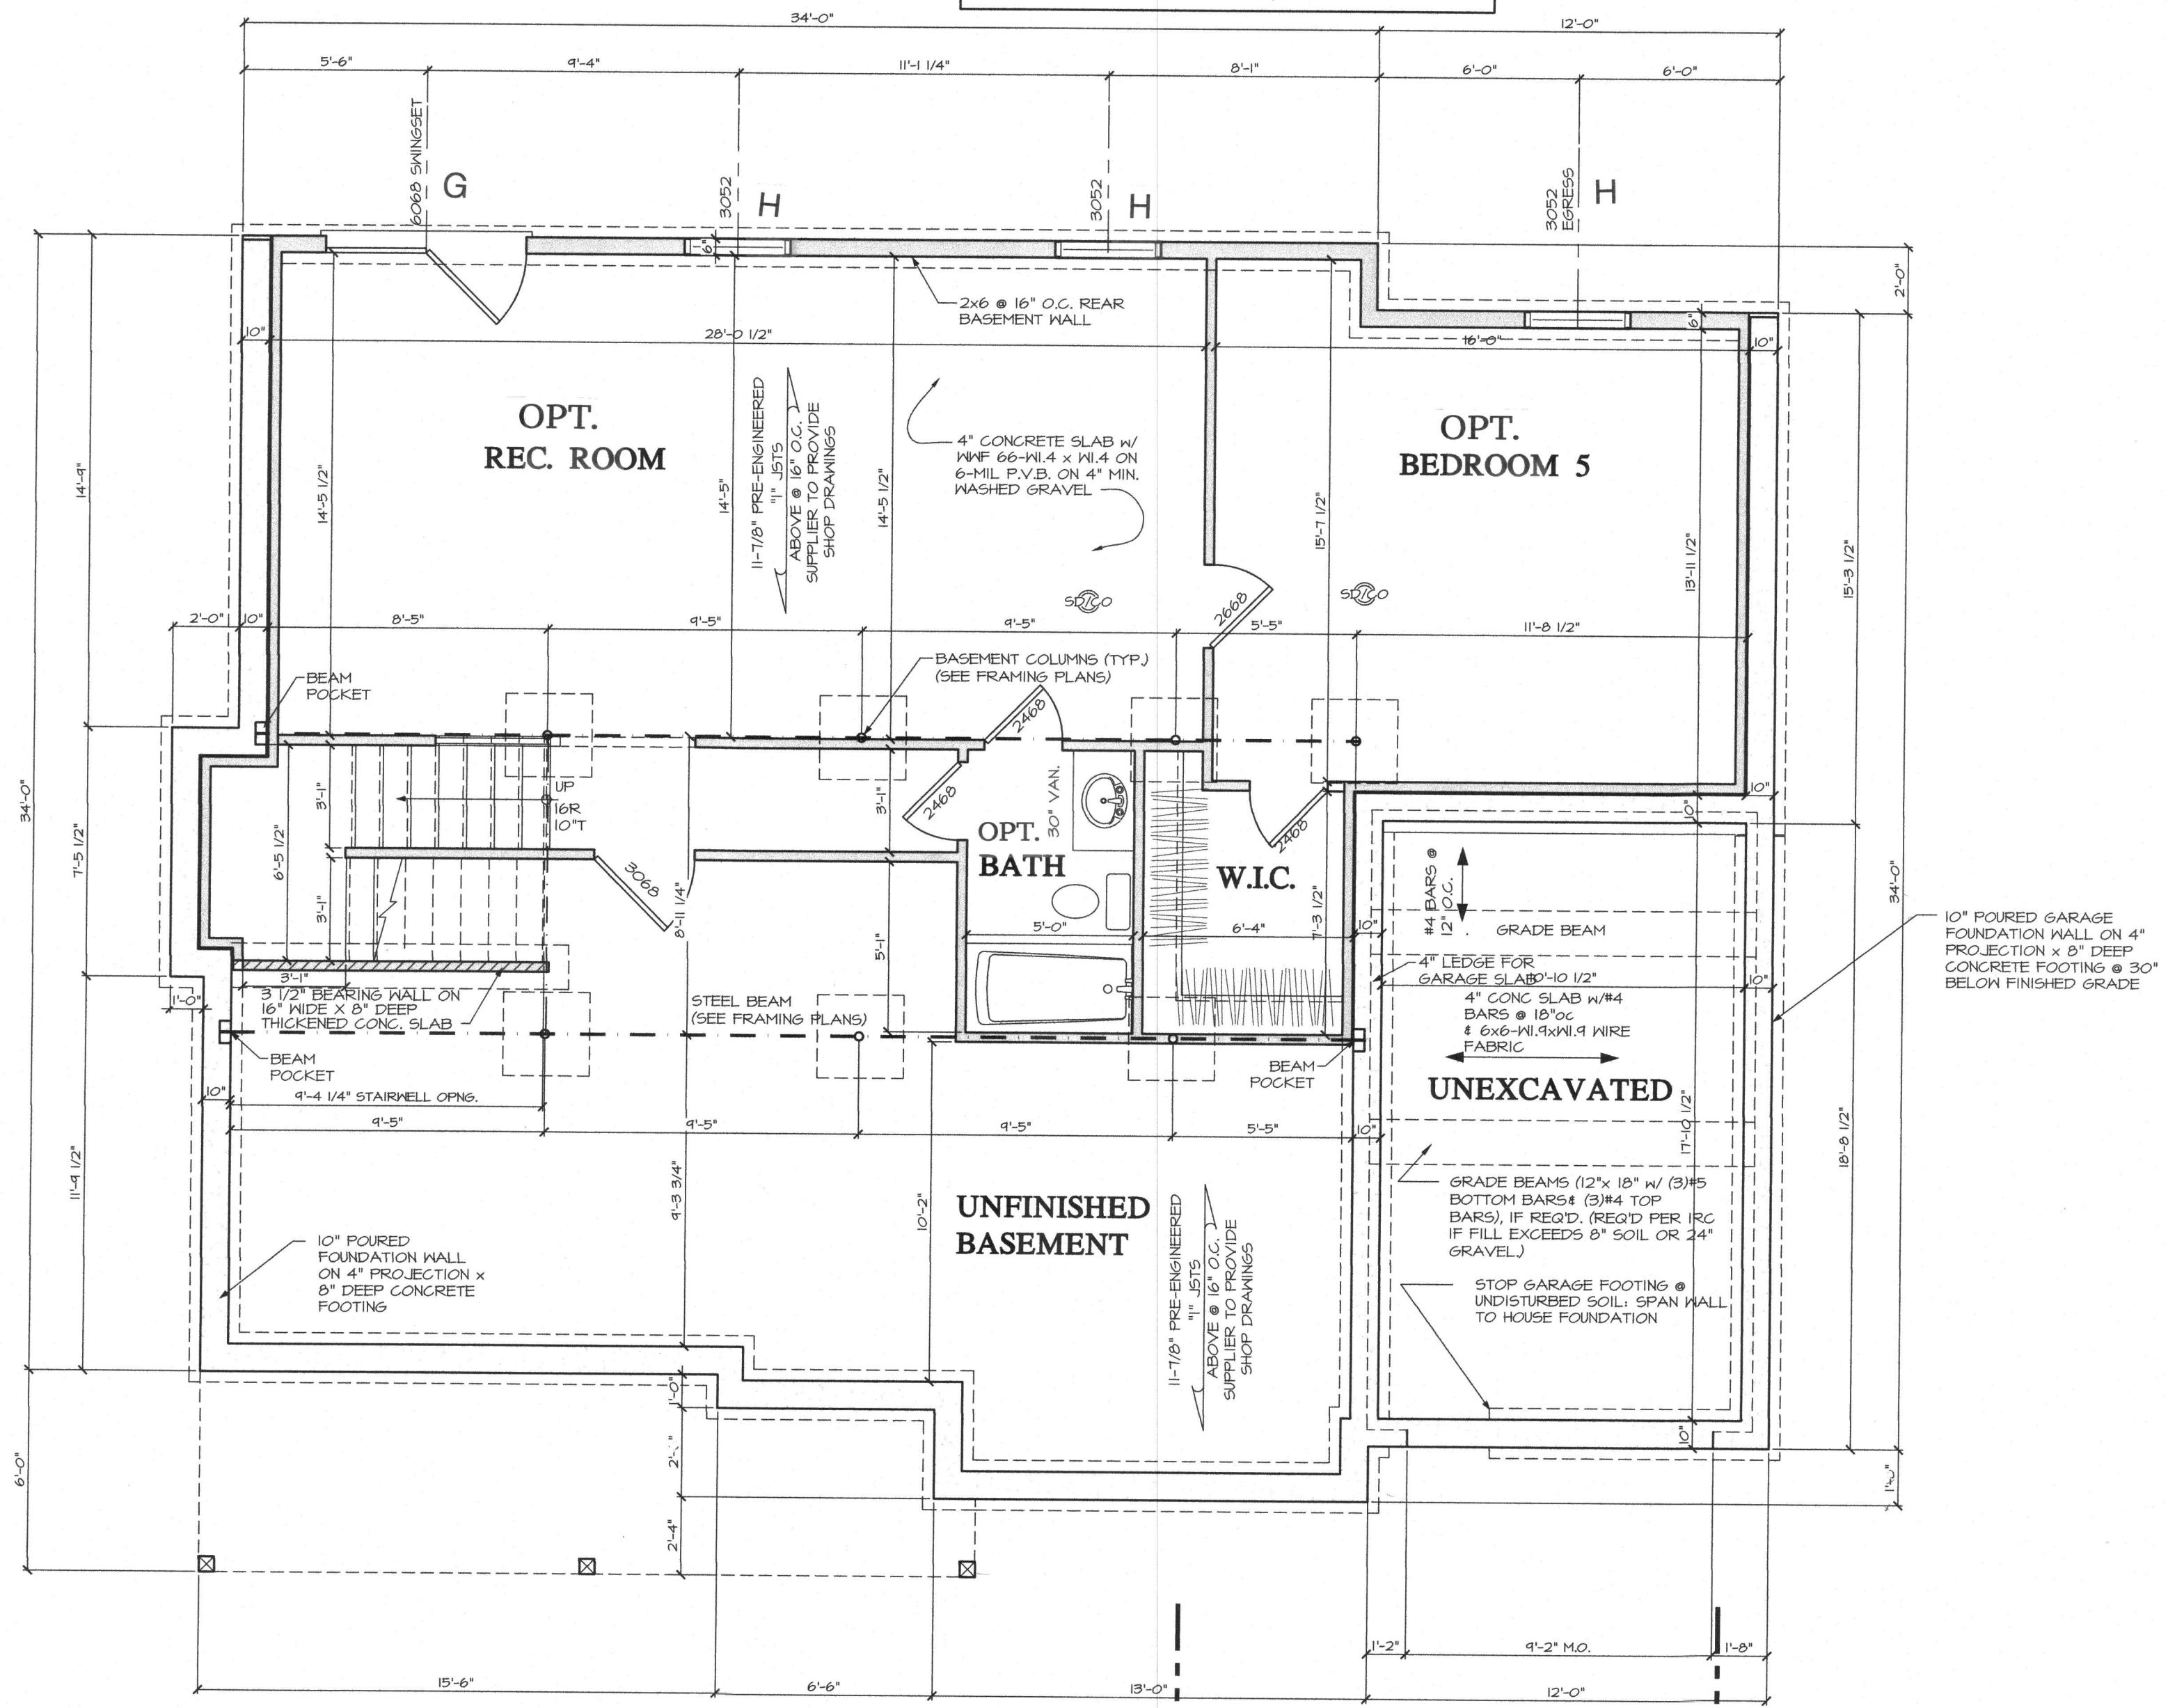 34'-0"
12'-0"
5'-6"
9'-4"
11'-1 1/4"
8'-1"
6'-0"
6'-0"
6068 SWINGSET
G
3052
H
3052
H
3052
EGRESS
H
2'-0"
6"
2x6 @ 16" O.C. REAR
BASEMENT WALL
10"
28'-0 1/2"
16'-0"
6"
10"
OPT.
REC. ROOM
11-7/8" PRE-ENGINEERED
"I" JSTS
ABOVE @ 16" O.C.
SUPPLIER TO PROVIDE
SHOP DRAWINGS
4" CONCRETE SLAB W/
WWF 66-W1.4 x W1.4 ON
6-MIL P.V.B. ON 4" MIN.
WASHED GRAVEL
OPT.
BEDROOM 5
14'-9"
14'-5 1/2"
14'-5"
14'-5 1/2"
15'-7 1/2"
13'-11 1/2"
15'-3 1/2"
SD/CO
SD/CO
2668
2'-0"
10"
8'-5"
9'-5"
9'-5"
5'-5"
11'-8 1/2"
BASEMENT COLUMNS (TYP.)
(SEE FRAMING PLANS)
BEAM
POCKET
2468
34'-0"
7'-5 1/2"
6'-5 1/2"
3'-1"
3'-1"
UP
16R
10"T
3'-1"
2468
30" VAN.
OPT.
BATH
2468
W.I.C.
10"
10"
3068
8'-11 1/4"
5'-1"
5'-0"
6'-4"
7'-3 1/2"
10"
#4 BARS @
12" O.C.
GRADE BEAM
34'-0"
10" POURED GARAGE
FOUNDATION WALL ON 4"
PROJECTION x 8" DEEP
CONCRETE FOOTING @ 30"
BELOW FINISHED GRADE
4" LEDGE FOR
GARAGE SLAB
10'-10 1/2"
10"
4" CONC SLAB W/#4
BARS @ 18"OC
& 6x6-W1.9xW1.9 WIRE
FABRIC
UNEXCAVATED
3'-1"
1'-0"
3 1/2" BEARING WALL ON
16" WIDE X 8" DEEP
THICKENED CONC. SLAB
STEEL BEAM
(SEE FRAMING PLANS)
BEAM
POCKET
BEAM
POCKET
10"
9'-4 1/4" STAIRWELL OPNG.
9'-5"
9'-5"
9'-5"
5'-5"
10"
17'-10 1/2"
18'-8 1/2"
11'-9 1/2"
9'-3 3/4"
10'-2"
UNFINISHED
BASEMENT
11-7/8" PRE-ENGINEERED
"I" JSTS
ABOVE @ 16" O.C.
SUPPLIER TO PROVIDE
SHOP DRAWINGS
GRADE BEAMS (12"x 18" W/ (3)#5
BOTTOM BARS& (3)#4 TOP
BARS), IF REQ'D. (REQ'D PER IRC
IF FILL EXCEEDS 8" SOIL OR 24"
GRAVEL.)
10" POURED
FOUNDATION WALL
ON 4" PROJECTION x
8" DEEP CONCRETE
FOOTING
STOP GARAGE FOOTING @
UNDISTURBED SOIL: SPAN WALL
TO HOUSE FOUNDATION
1'-0"
10"
6'-0"
2'-4"
1'-2"
9'-2" M.O.
1'-8"
15'-6"
6'-6"
13'-0"
12'-0"